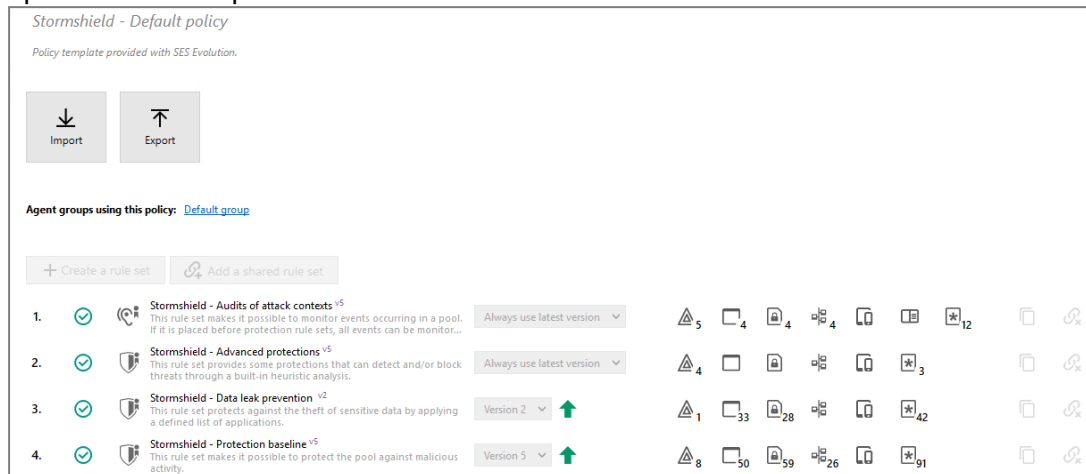 Stormshield - Default policy
Policy template provided with SES Evolution.
Import
Export
Agent groups using this policy: Default group
+ Create a rule set
Add a shared rule set
1.
Stormshield - Audits of attack contexts v5
This rule set makes it possible to monitor events occurring in a pool.
If it is placed before protection rule sets, all events can be monitor...
Always use latest version
5
4
4
4
12
2.
Stormshield - Advanced protections v5
This rule set provides some protections that can detect and/or block
threats through a built-in heuristic analysis.
Always use latest version
4
3
3.
Stormshield - Data leak prevention v2
This rule set protects against the theft of sensitive data by applying
a defined list of applications.
Version 2
1
33
28
42
4.
Stormshield - Protection baseline v5
This rule set makes it possible to protect the pool against malicious
activity.
Version 5
8
50
59
26
91